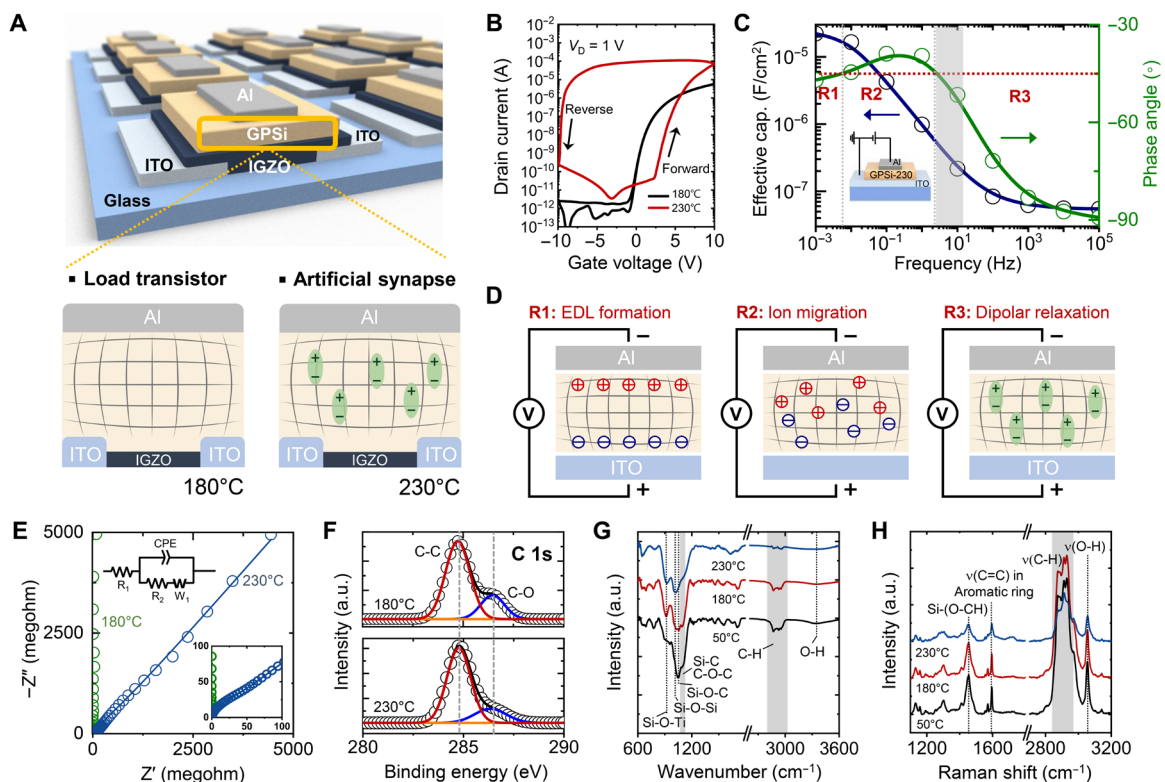 A
Al
GPSi
ITO
ITO
IGZO
Glass
▪ Load transistor
▪ Artificial synapse
Al
Al
+
−
+
−
+
−
+
−
+
−
ITO
IGZO
ITO
ITO
IGZO
ITO
180°C
230°C
B
10⁻²
10⁻³
10⁻⁴
10⁻⁵
10⁻⁶
10⁻⁷
10⁻⁸
10⁻⁹
10⁻¹⁰
10⁻¹¹
10⁻¹²
10⁻¹³
Drain current (A)
V_D = 1 V
Reverse
Forward
180℃
230℃
−10
−5
0
5
10
Gate voltage (V)
C
10⁻⁵
10⁻⁶
10⁻⁷
Effective cap. (F/cm²)
R1
R2
R3
Al
GPSi-230
ITO
−30
−60
−90
Phase angle (°)
10⁻³
10⁻¹
10¹
10³
10⁵
Frequency (Hz)
D
R1: EDL formation
R2: Ion migration
R3: Dipolar relaxation
−
−
−
Al
Al
Al
V
V
V
ITO
ITO
ITO
+
+
+
E
5000
2500
0
−Z″ (megohm)
CPE
R₁
R₂
W₁
230°C
180°C
100
50
0
0
50
100
0
2500
5000
Z′ (megohm)
F
C 1s
C-C
C-O
180°C
230°C
Intensity (a.u.)
280
285
290
Binding energy (eV)
G
230°C
180°C
50°C
C-H
O-H
Si-C
C-O-C
Si-O-C
Si-O-Si
Si-O-Ti
Intensity (a.u.)
600
1200
3000
3600
Wavenumber (cm⁻¹)
H
ν(O-H)
ν(C-H)
ν(C=C) in
Aromatic ring
Si-(O-CH)
230°C
180°C
50°C
Intensity (a.u.)
1200
1600
2800
3200
Raman shift (cm⁻¹)